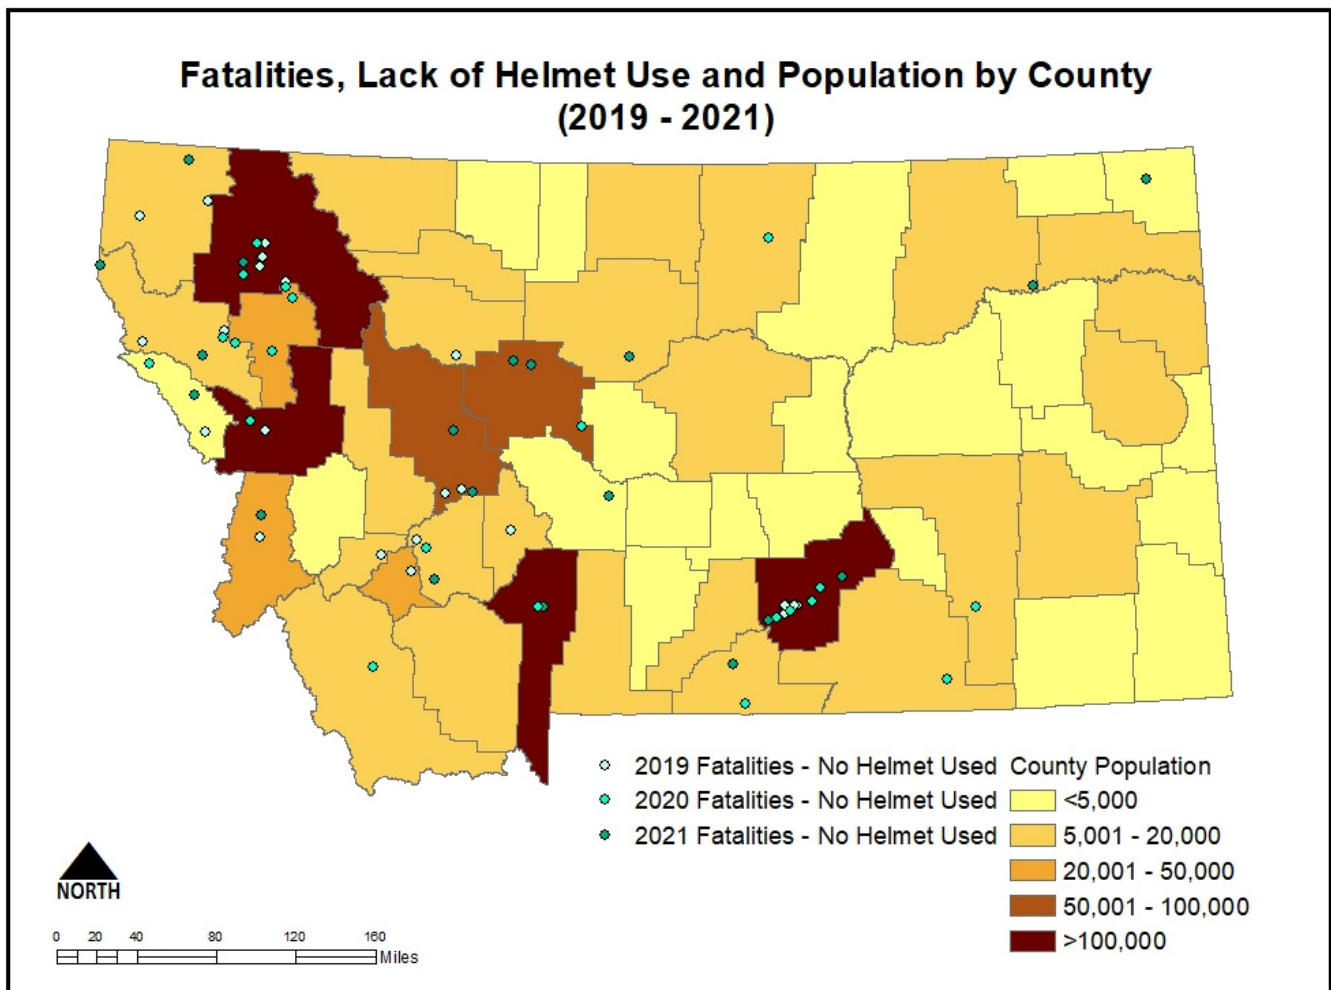 Fatalities, Lack of Helmet Use and Population by County
(2019 - 2021)
2019 Fatalities - No Helmet Used
2020 Fatalities - No Helmet Used
2021 Fatalities - No Helmet Used
County Population
<5,000
5,001 - 20,000
20,001 - 50,000
50,001 - 100,000
>100,000
NORTH
0 20 40 80 120 160
Miles